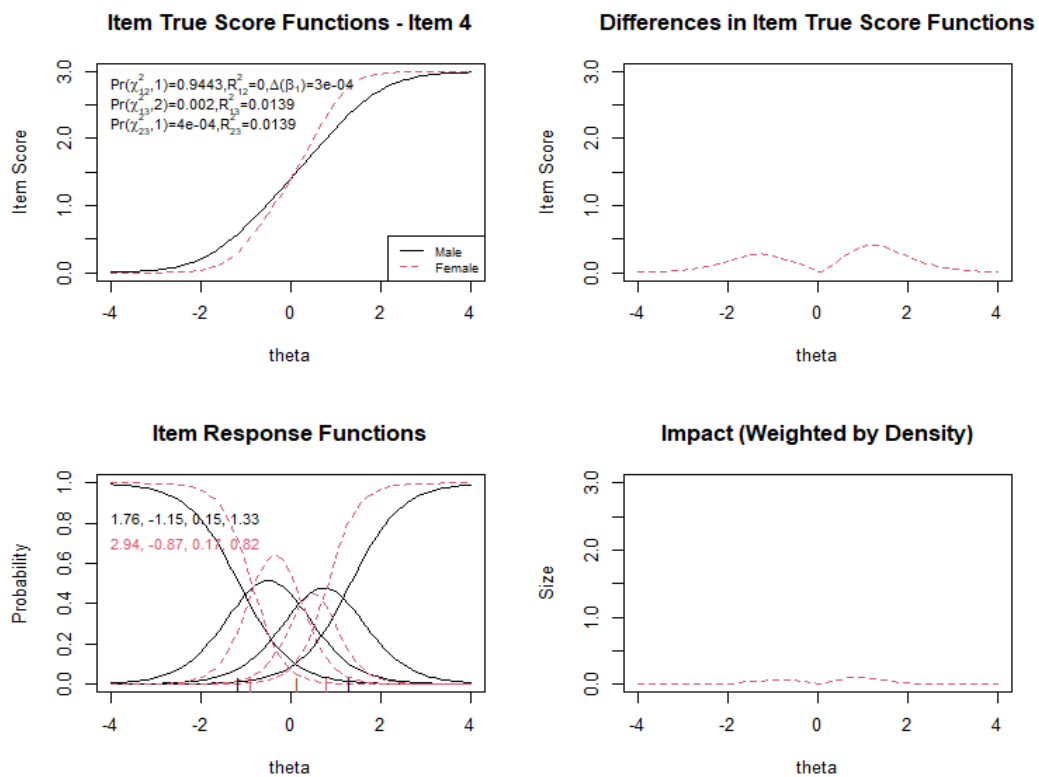 Item True Score Functions - Item 4
Pr(χ²₁₂,1)=0.9443,R²₁₂=0,Δ(β₁)=3e-04
Pr(χ²₁₃,2)=0.002,R²₁₃=0.0139
Pr(χ²₂₃,1)=4e-04,R²₂₃=0.0139
Item Score
3.0
2.0
1.0
0.0
Male
Female
-4 -2 0 2 4
theta
Differences in Item True Score Functions
Item Score
3.0
2.0
1.0
0.0
-4 -2 0 2 4
theta
Item Response Functions
Probability
1.0
0.8
0.6
0.4
0.2
0.0
1.76, -1.15, 0.15, 1.33
2.94, -0.87, 0.17, 0.82
-4 -2 0 2 4
theta
Impact (Weighted by Density)
Size
3.0
2.0
1.0
0.0
-4 -2 0 2 4
theta